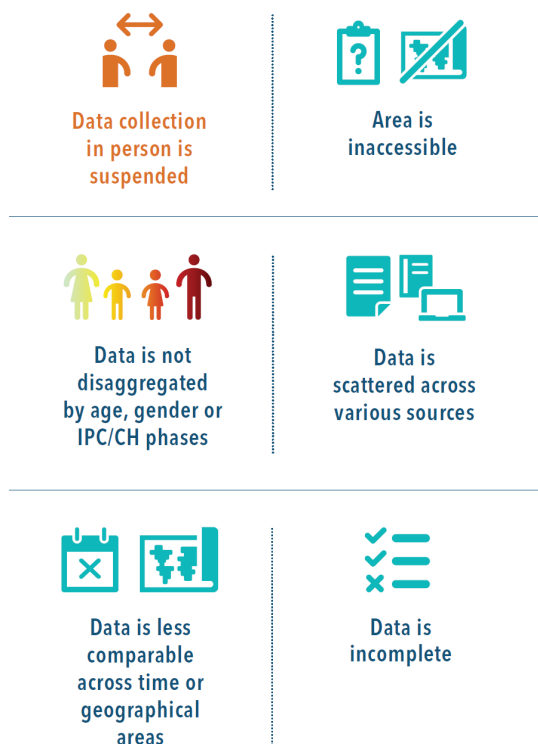 Data collection
in person is
suspended
Area is
inaccessible
Data is not
disaggregated
by age, gender or
IPC/CH phases
Data is
scattered across
various sources
Data is less
comparable
across time or
geographical
areas
Data is
incomplete